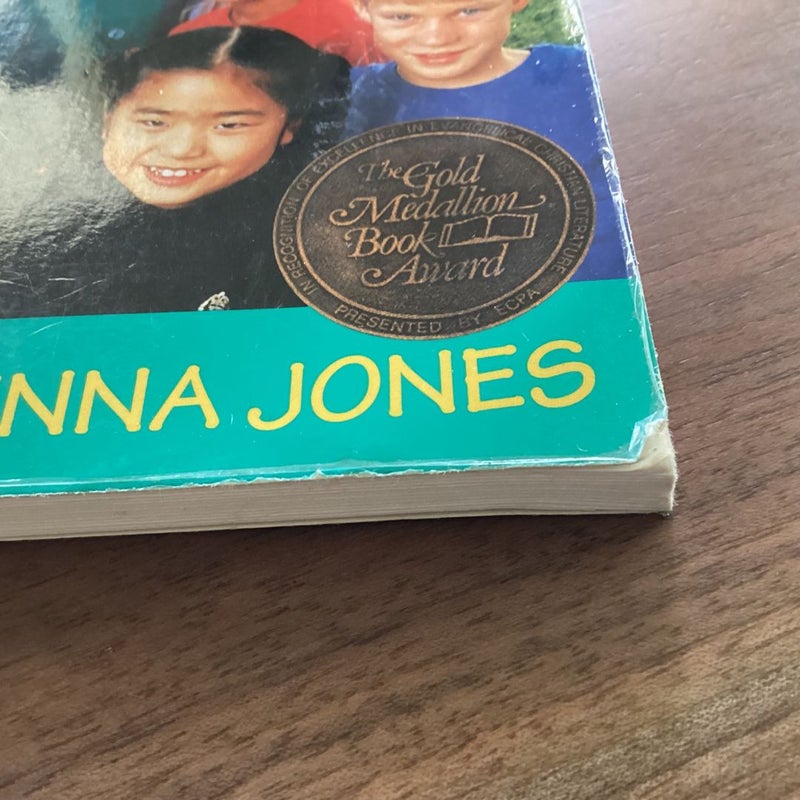 IN RECOGNITION OF EXCELLENCE IN EVANGELICAL CHRISTIAN LITERATURE
The Gold
Medallion
Book
Award
PRESENTED BY ECPA
NNA JONES